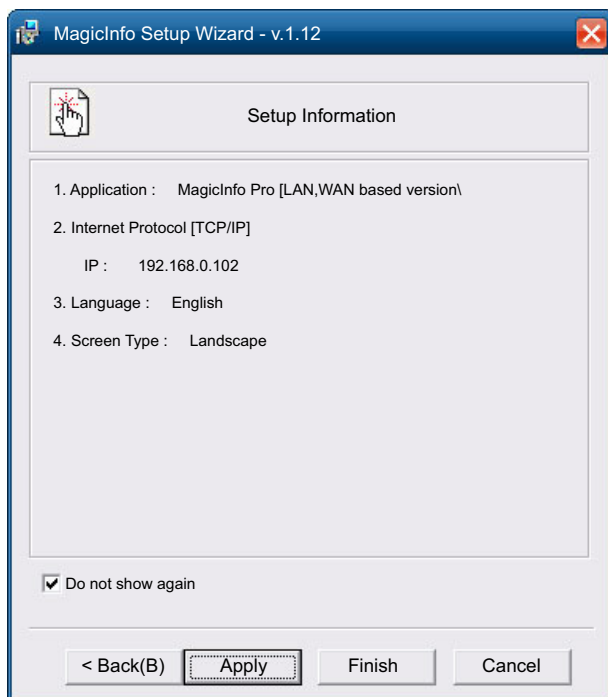 MagicInfo Setup Wizard - v.1.12
Setup Information
1. Application : MagicInfo Pro [LAN,WAN based version\
2. Internet Protocol [TCP/IP]
IP : 192.168.0.102
3. Language : English
4. Screen Type : Landscape
Do not show again
< Back(B) Apply Finish Cancel